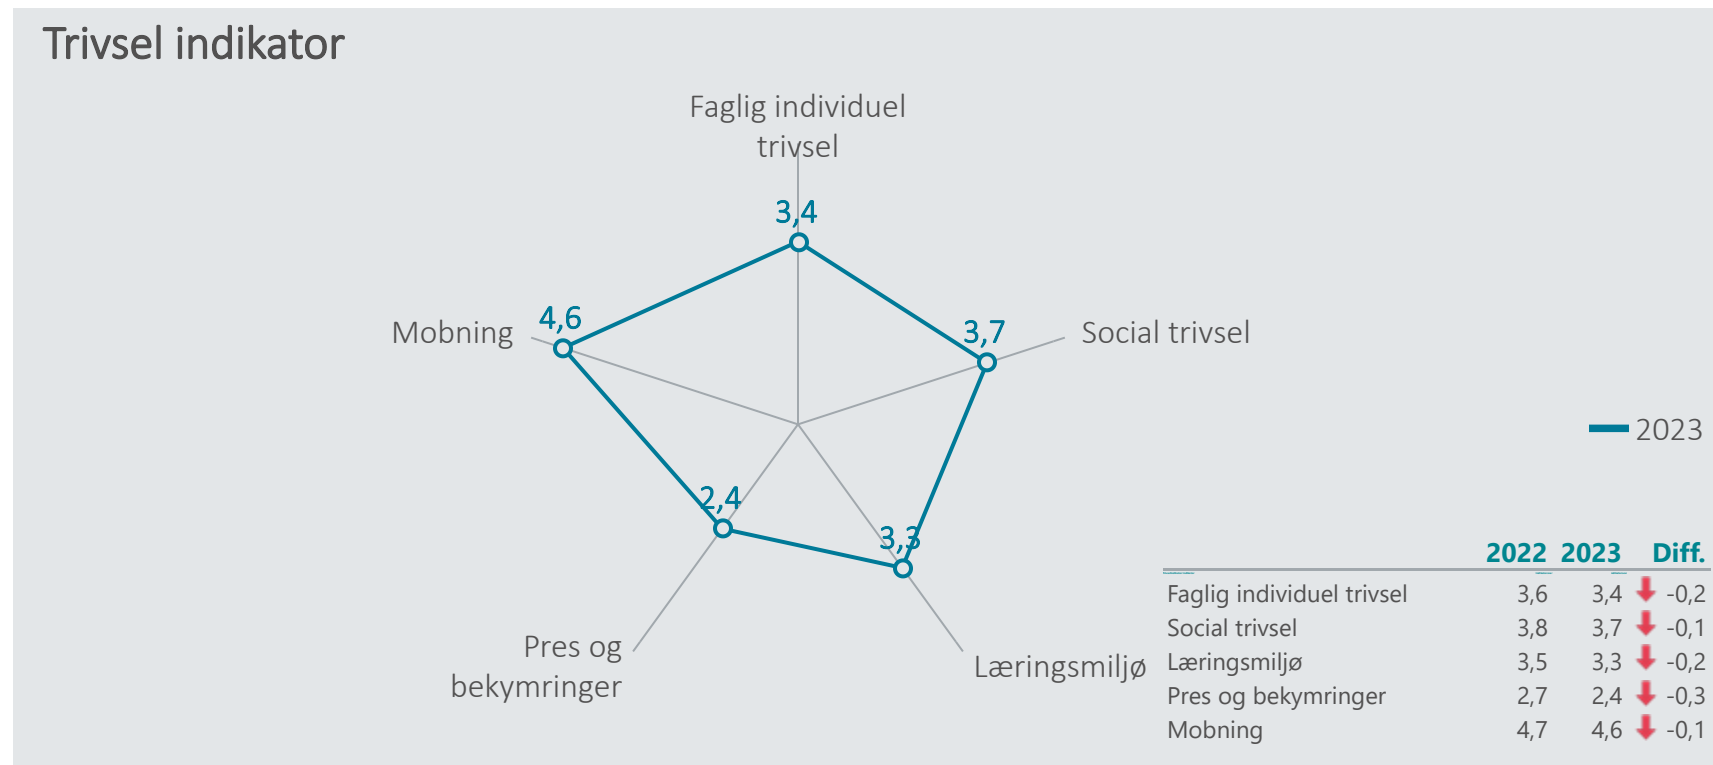 Trivsel indikator
Faglig individuel
trivsel
3,4
4,6
Mobning
3,7
Social trivsel
2023
2,4
3,3
Pres og
bekymringer
Læringsmiljø
2022 2023 Diff.
Faglig individuel trivsel 3,6 3,4 -0,2
Social trivsel 3,8 3,7 -0,1
Læringsmiljø 3,5 3,3 -0,2
Pres og bekymringer 2,7 2,4 -0,3
Mobning 4,7 4,6 -0,1